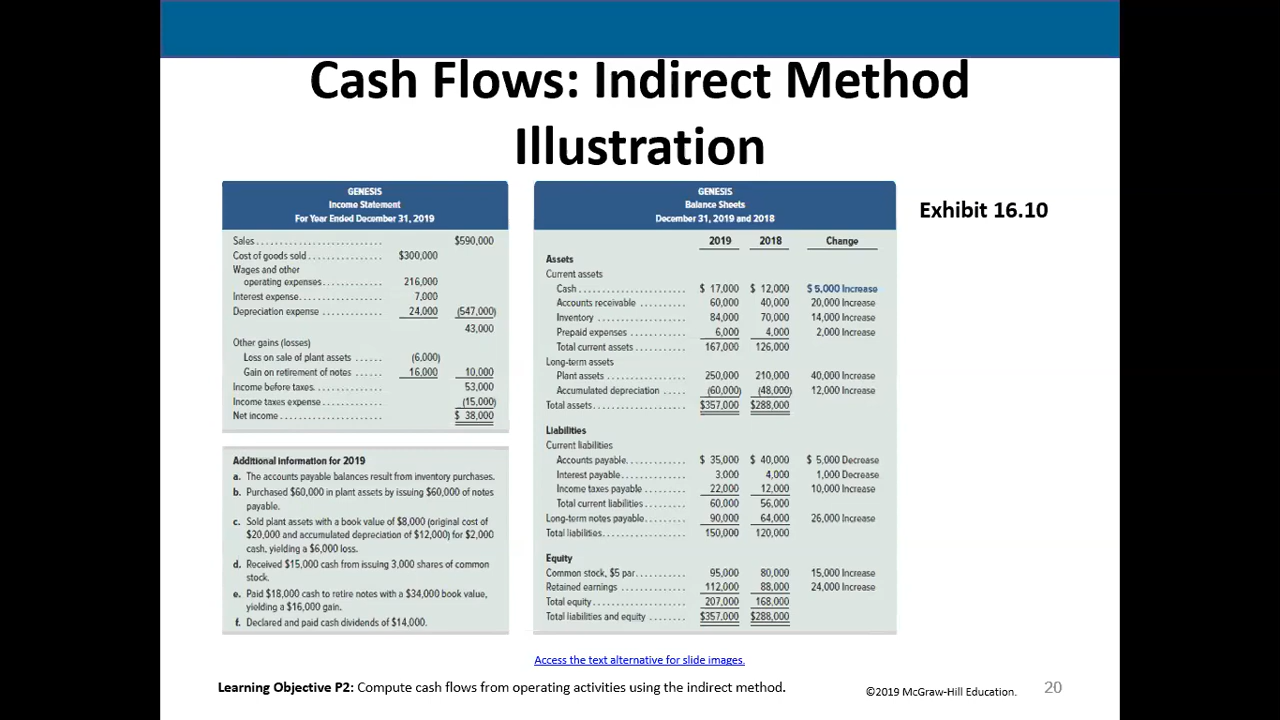 Cash Flows: Indirect Method
Illustration
GENESIS
Income Statement
For Year Ended December 31, 2019
Sales........................... $590,000
Cost of goods sold................ $300,000
Wages and other
operating expenses............. 216,000
Interest expense.................. 7,000
Depreciation expense ............. 24,000 (547,000)
43,000
Other gains (losses)
Loss on sale of plant assets ...... (6,000)
Gain on retirement of notes ...... 16,000 10,000
Income before taxes............... 53,000
Income taxes expense............. (15,000)
Net income....................... $ 38,000
Additional information for 2019
a. The accounts payable balances result from inventory purchases.
b. Purchased $60,000 in plant assets by issuing $60,000 of notes
payable.
c. Sold plant assets with a book value of $8,000 (original cost of
$20,000 and accumulated depreciation of $12,000) for $2,000
cash, yielding a $6,000 loss.
d. Received $15,000 cash from issuing 3,000 shares of common
stock.
e. Paid $18,000 cash to retire notes with a $34,000 book value,
yielding a $16,000 gain.
f. Declared and paid cash dividends of $14,000.
GENESIS
Balance Sheets
December 31, 2019 and 2018
2019 2018 Change
Assets
Current assets
Cash............................ $ 17,000 $ 12,000 $ 5,000 Increase
Accounts receivable .......... 60,000 40,000 20,000 Increase
Inventory ...................... 84,000 70,000 14,000 Increase
Prepaid expenses ............ 6,000 4,000 2,000 Increase
Total current assets........... 167,000 126,000
Long-term assets
Plant assets ................. 250,000 210,000 40,000 Increase
Accumulated depreciation ..... (60,000) (48,000) 12,000 Increase
Total assets.................... $357,000 $288,000
Liabilities
Current liabilities
Accounts payable............. $ 35,000 $ 40,000 $ 5,000 Decrease
Interest payable.............. 3,000 4,000 1,000 Decrease
Income taxes payable ......... 22,000 12,000 10,000 Increase
Total current liabilities......... 60,000 56,000
Long-term notes payable......... 90,000 64,000 26,000 Increase
Total liabilities.................. 150,000 120,000
Equity
Common stock, $5 par........... 95,000 80,000 15,000 Increase
Retained earnings .............. 112,000 88,000 24,000 Increase
Total equity..................... 207,000 168,000
Total liabilities and equity ........ $357,000 $288,000
Exhibit 16.10
Access the text alternative for slide images.
Learning Objective P2: Compute cash flows from operating activities using the indirect method.
©2019 McGraw-Hill Education.
20